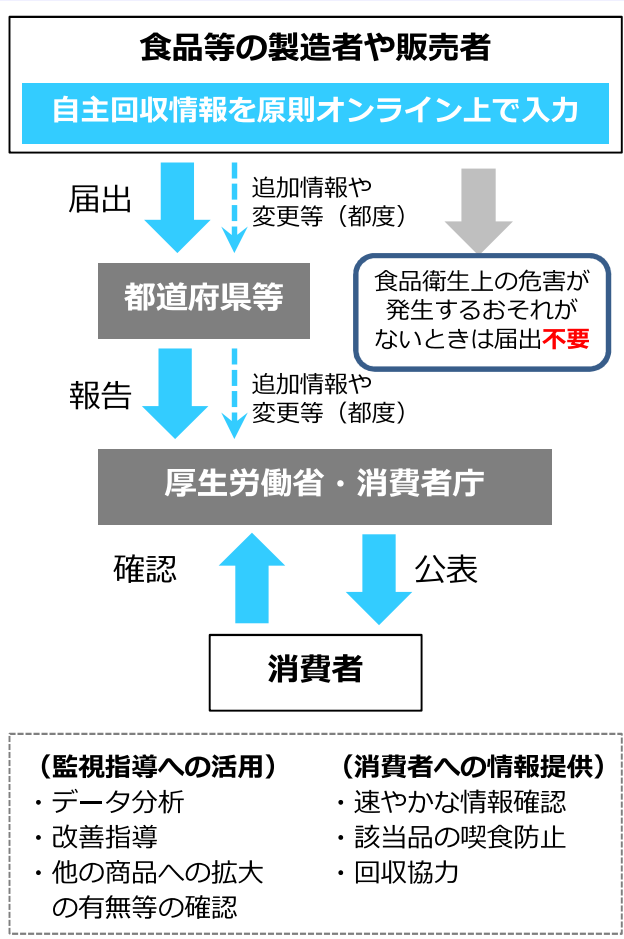 食品等の製造者や販売者
自主回収情報を原則オンライン上で入力
届出
追加情報や
変更等（都度）
食品衛生上の危害が
発生するおそれが
ないときは届出不要
都道府県等
報告
追加情報や
変更等（都度）
厚生労働省・消費者庁
確認
公表
消費者
（監視指導への活用）
・データ分析
・改善指導
・他の商品への拡大
の有無等の確認
（消費者への情報提供）
・速やかな情報確認
・該当品の喫食防止
・回収協力